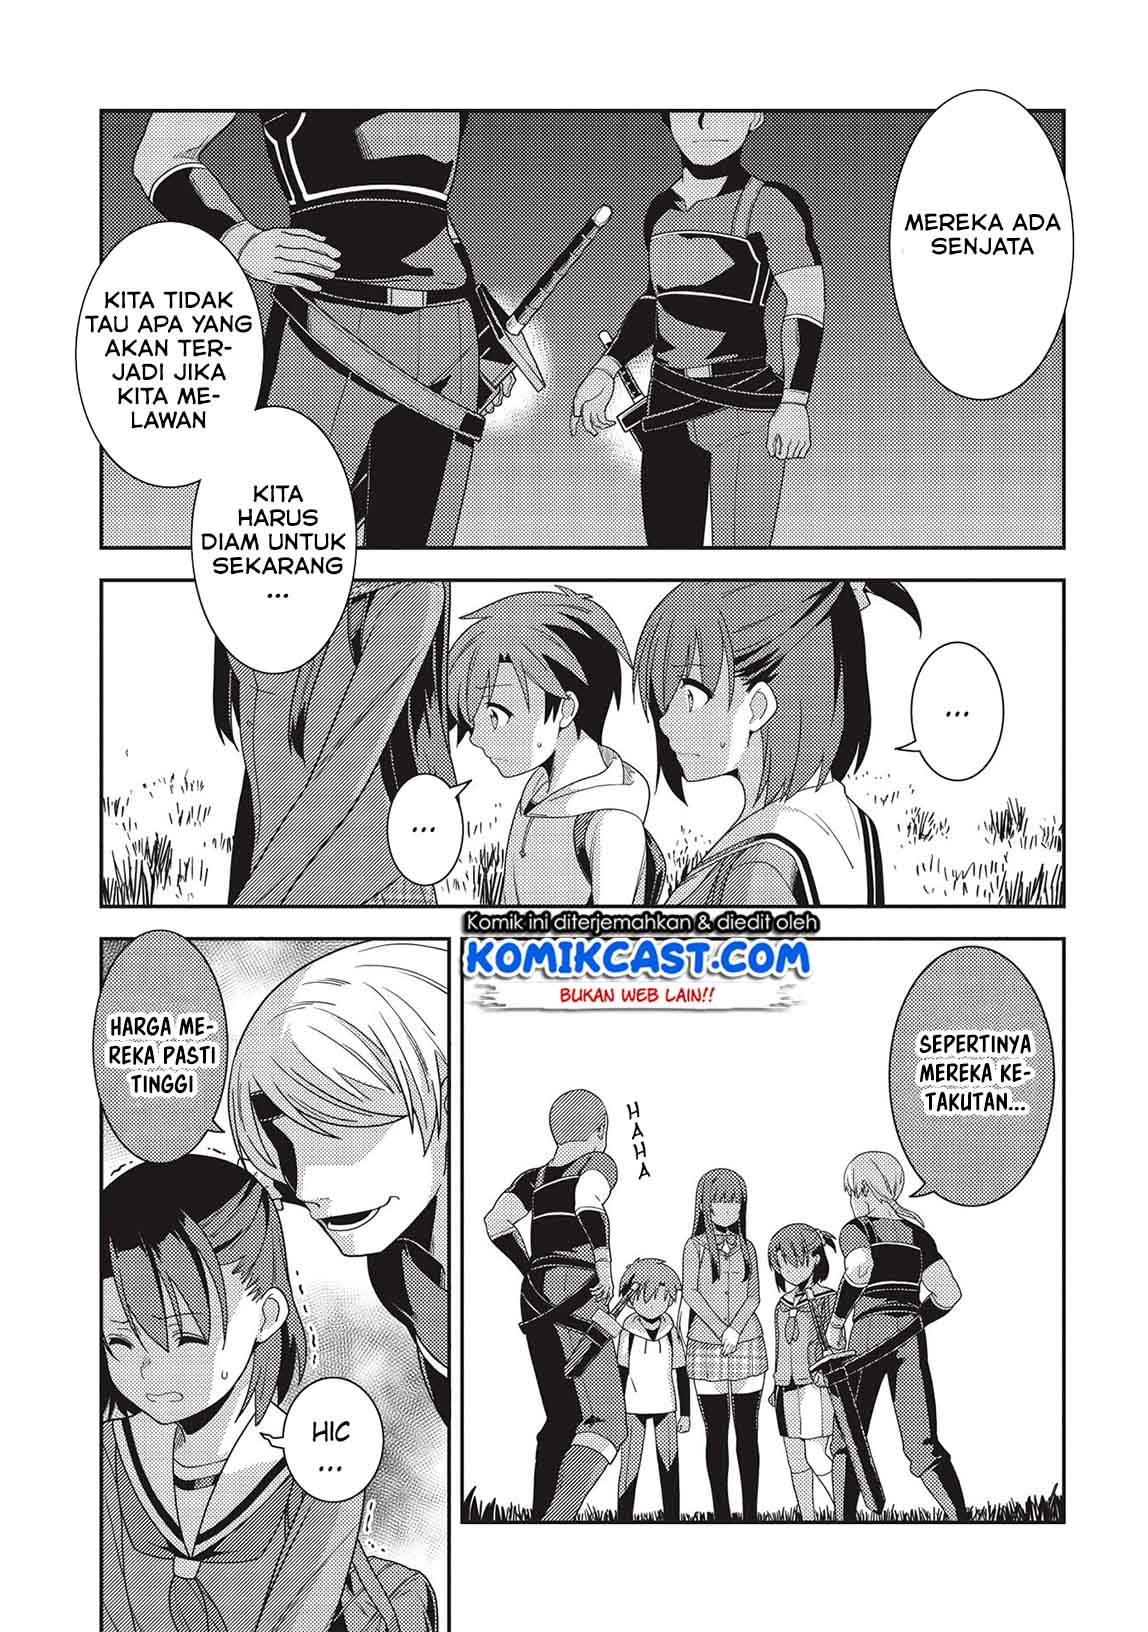 MEREKA ADA
SENJATA
KITA TIDAK
TAU APA YANG
AKAN TER-
JADI JIKA
KITA ME-
LAWAN
KITA
HARUS
DIAM UNTUK
SEKARANG
...
...
...
Komik ini diterjemahkan & diedit oleh
KOMIKCAST.COM
BUKAN WEB LAIN!!
SEPERTINYA
MEREKA KE-
TAKUTAN...
HAHA
HARGA ME-
REKA PASTI
TINGGI
HIC
...